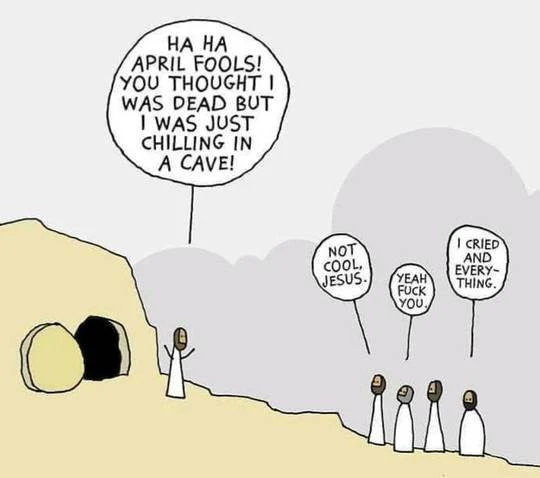 HA HA
APRIL FOOLS!
YOU THOUGHT I
WAS DEAD BUT
I WAS JUST
CHILLING IN
A CAVE!
NOT
COOL,
JESUS.
YEAH
FUCK
YOU.
I CRIED
AND
EVERY-
THING.